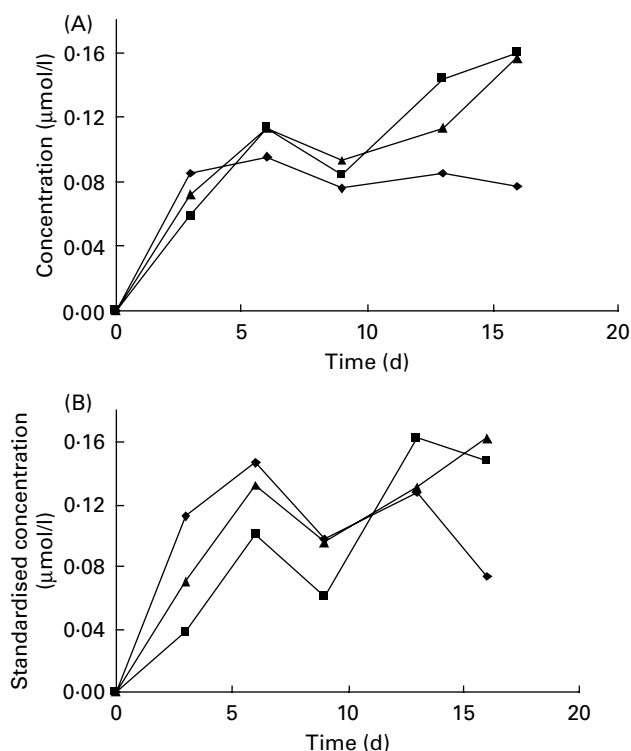 (A)
Concentration (μmol/l)
0·16
0·12
0·08
0·04
0·00
0 5 10 15 20
Time (d)
(B)
Standardised concentration
(μmol/l)
0·16
0·12
0·08
0·04
0·00
0 5 10 15 20
Time (d)